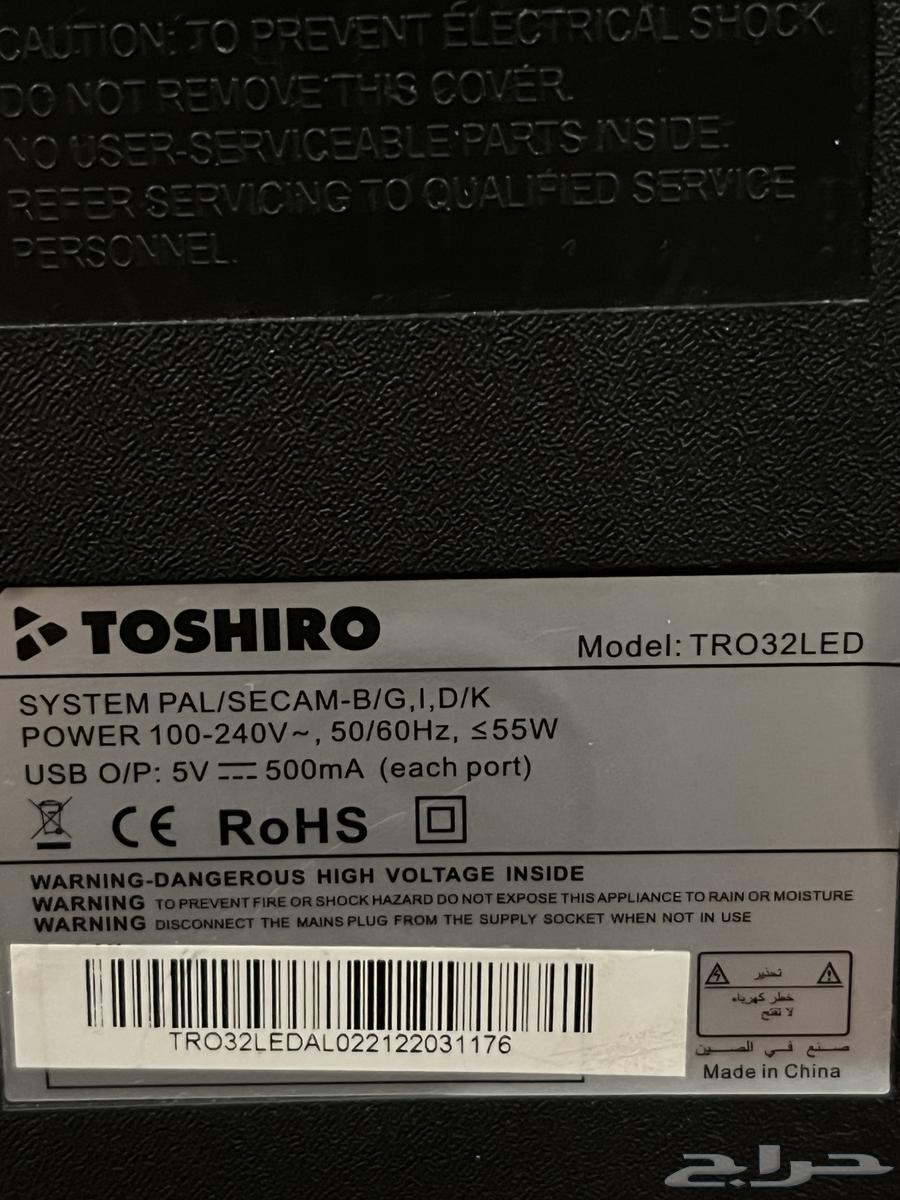 CAUTION: TO PREVENT ELECTRICAL SHOCK.
DO NOT REMOVE THIS COVER.
NO USER-SERVICEABLE PARTS INSIDE.
REFER SERVICING TO QUALIFIED SERVICE
PERSONNEL.
TOSHIRO
Model: TRO32LED
SYSTEM PAL/SECAM-B/G,I,D/K
POWER 100-240V~, 50/60Hz, ≤55W
USB O/P: 5V ⎓ 500mA (each port)
CE RoHS
WARNING-DANGEROUS HIGH VOLTAGE INSIDE
WARNING TO PREVENT FIRE OR SHOCK HAZARD DO NOT EXPOSE THIS APPLIANCE TO RAIN OR MOISTURE
WARNING DISCONNECT THE MAINS PLUG FROM THE SUPPLY SOCKET WHEN NOT IN USE
TRO32LEDAL022122031176
تحذير
خطر كهرباء
لا تفتح
صنع في الصين
Made in China
حراج